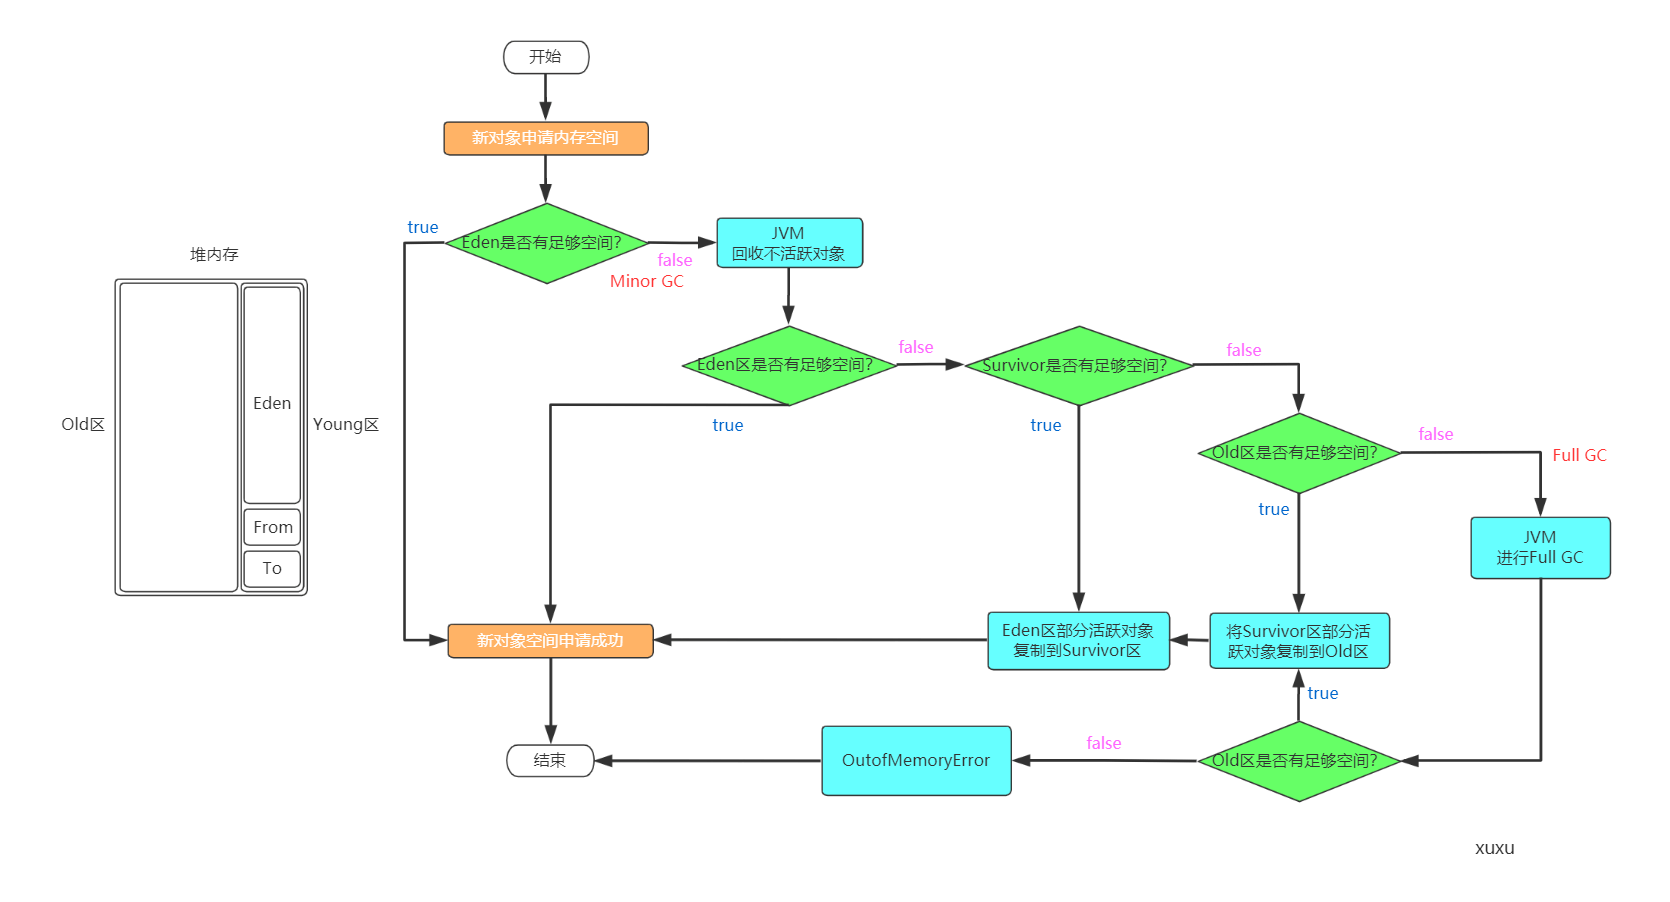 开始
新对象申请内存空间
true
Eden是否有足够空间?
false
Minor GC
JVM
回收不活跃对象
堆内存
Old区
Eden
From
To
Young区
Eden区是否有足够空间?
false
true
Survivor是否有足够空间?
false
true
Old区是否有足够空间?
false
Full GC
true
JVM
进行Full GC
新对象空间申请成功
Eden区部分活跃对象
复制到Survivor区
将Survivor区部分活
跃对象复制到Old区
true
结束
OutofMemoryError
false
Old区是否有足够空间?
xuxu